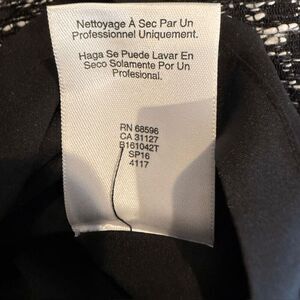 Nettoyage À Sec Par Un
Professionnel Uniquement.
Haga Se Puede Lavar En
Seco Solamente Por Un
Profesional.
RN 68596
CA 31127
B161042T
SP16
4117